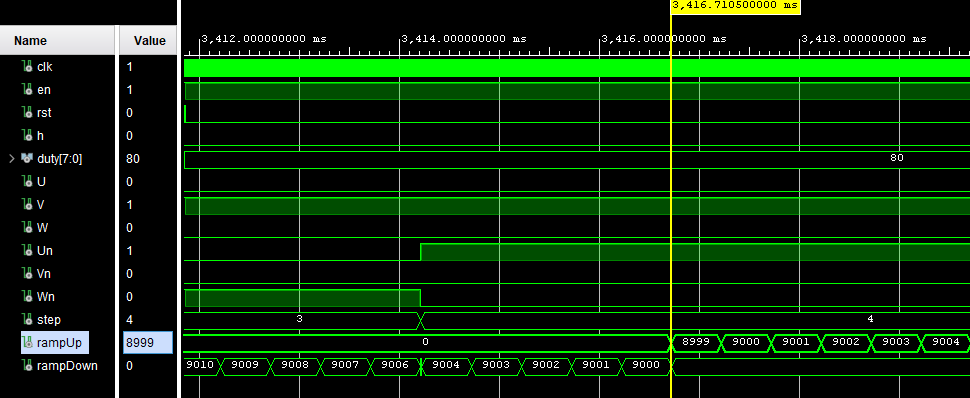 3,416.710500000 ms
Name Value 3,412.000000000 ms 3,414.000000000 ms 3,416.000000000 ms 3,418.000000000 ms
clk 1
en 1
rst 0
h 0
duty[7:0] 80 80
U 0
V 1
W 0
Un 1
Vn 0
Wn 0
step 4 3 4
rampUp 8999 0 8999 9000 9001 9002 9003 9004
rampDown 0 9010 9009 9008 9007 9006 9004 9003 9002 9001 9000